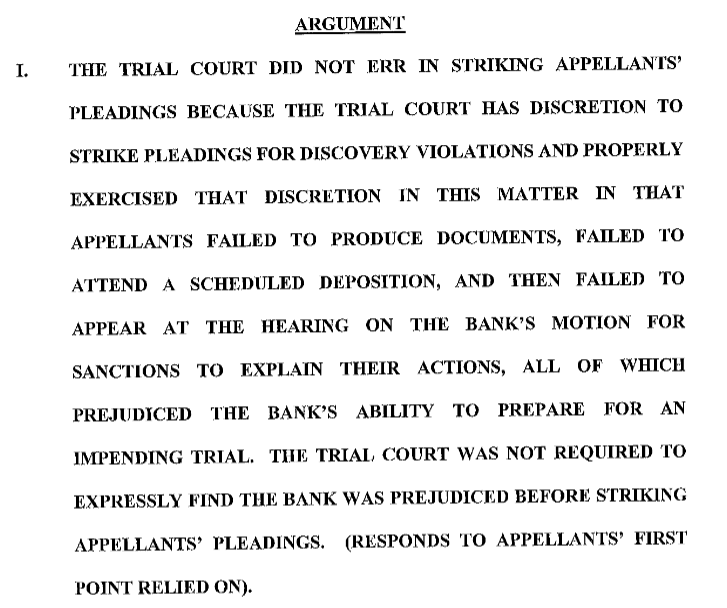 ARGUMENT
I. THE TRIAL COURT DID NOT ERR IN STRIKING APPELLANTS'
PLEADINGS BECAUSE THE TRIAL COURT HAS DISCRETION TO
STRIKE PLEADINGS FOR DISCOVERY VIOLATIONS AND PROPERLY
EXERCISED THAT DISCRETION IN THIS MATTER IN THAT
APPELLANTS FAILED TO PRODUCE DOCUMENTS, FAILED TO
ATTEND A SCHEDULED DEPOSITION, AND THEN FAILED TO
APPEAR AT THE HEARING ON THE BANK'S MOTION FOR
SANCTIONS TO EXPLAIN THEIR ACTIONS, ALL OF WHICH
PREJUDICED THE BANK'S ABILITY TO PREPARE FOR AN
IMPENDING TRIAL. THE TRIAL COURT WAS NOT REQUIRED TO
EXPRESSLY FIND THE BANK WAS PREJUDICED BEFORE STRIKING
APPELLANTS' PLEADINGS. (RESPONDS TO APPELLANTS' FIRST
POINT RELIED ON).